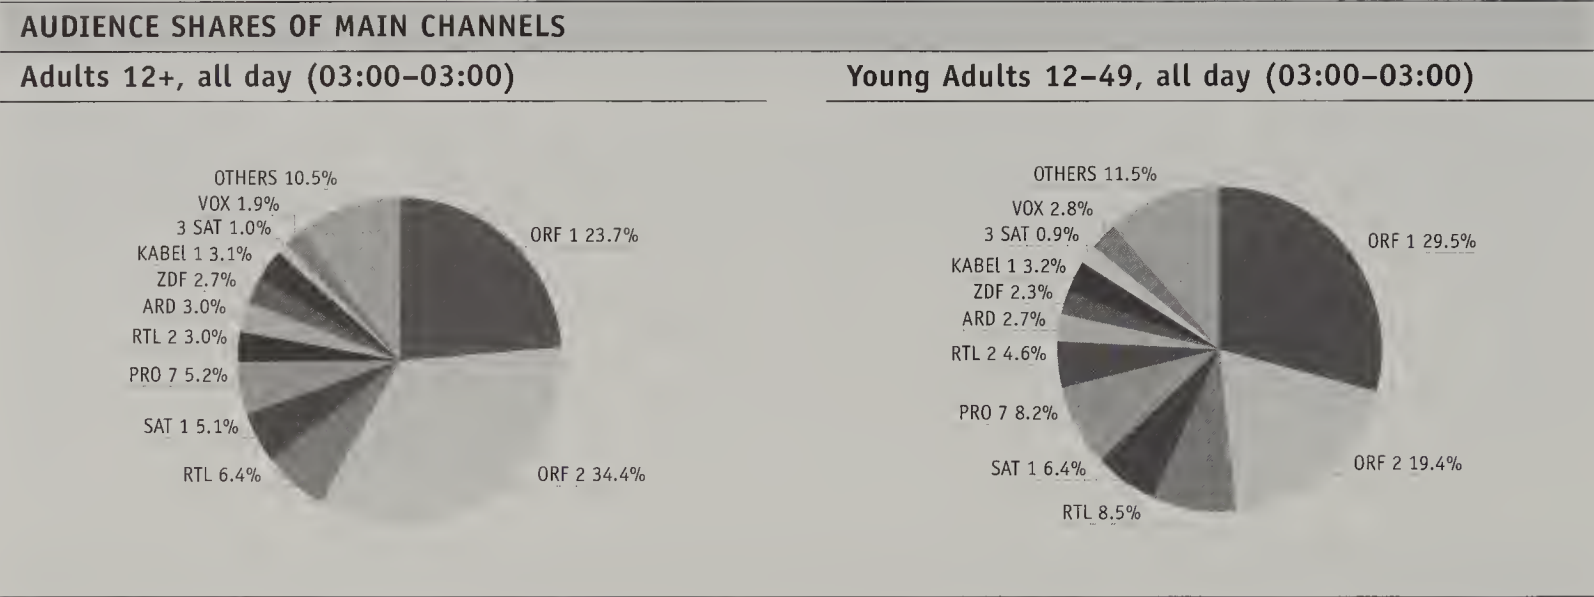 AUDIENCE SHARES OF MAIN CHANNELS
Adults 12+, all day (03:00–03:00)
OTHERS 10.5%
VOX 1.9%
3 SAT 1.0%
KABEl 1 3.1%
ZDF 2.7%
ARD 3.0%
RTL 2 3.0%
PRO 7 5.2%
SAT 1 5.1%
RTL 6.4%
ORF 1 23.7%
ORF 2 34.4%
Young Adults 12–49, all day (03:00–03:00)
OTHERS 11.5%
VOX 2.8%
3 SAT 0.9%
KABEl 1 3.2%
ZDF 2.3%
ARD 2.7%
RTL 2 4.6%
PRO 7 8.2%
SAT 1 6.4%
RTL 8.5%
ORF 1 29.5%
ORF 2 19.4%